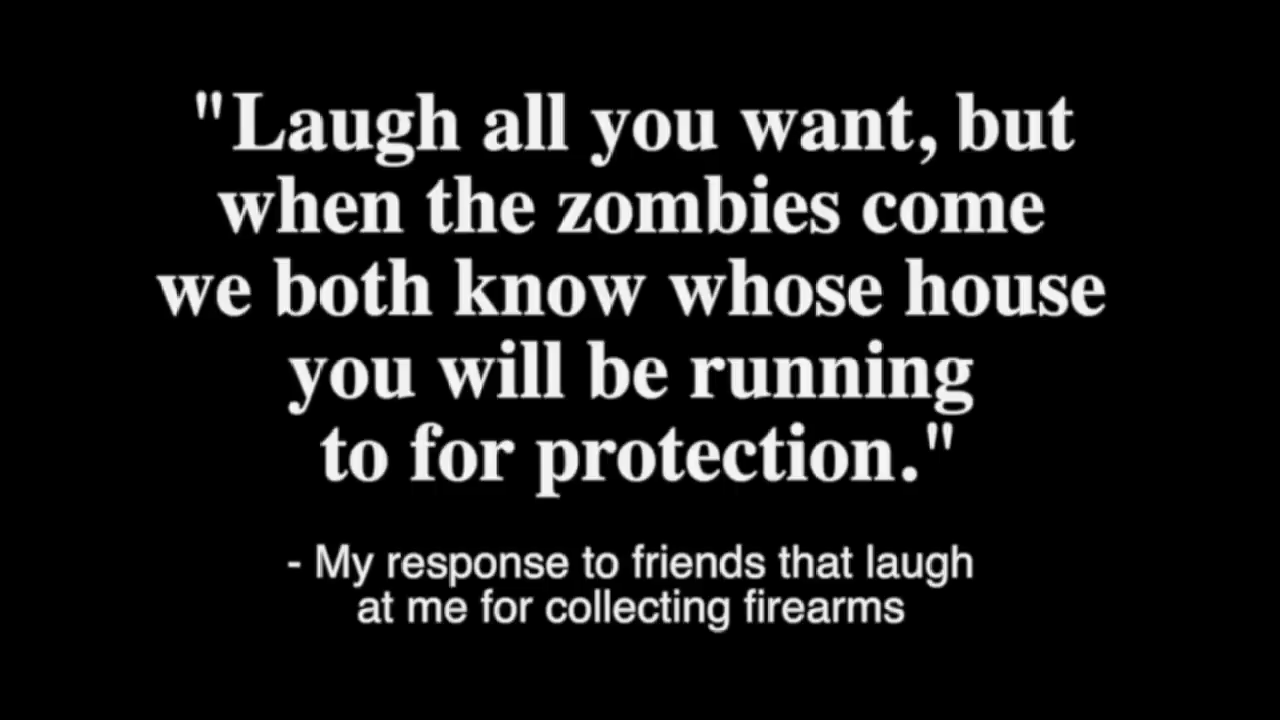 "Laugh all you want, but
when the zombies come
we both know whose house
you will be running
to for protection."
- My response to friends that laugh
at me for collecting firearms